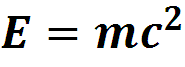 E = mc²